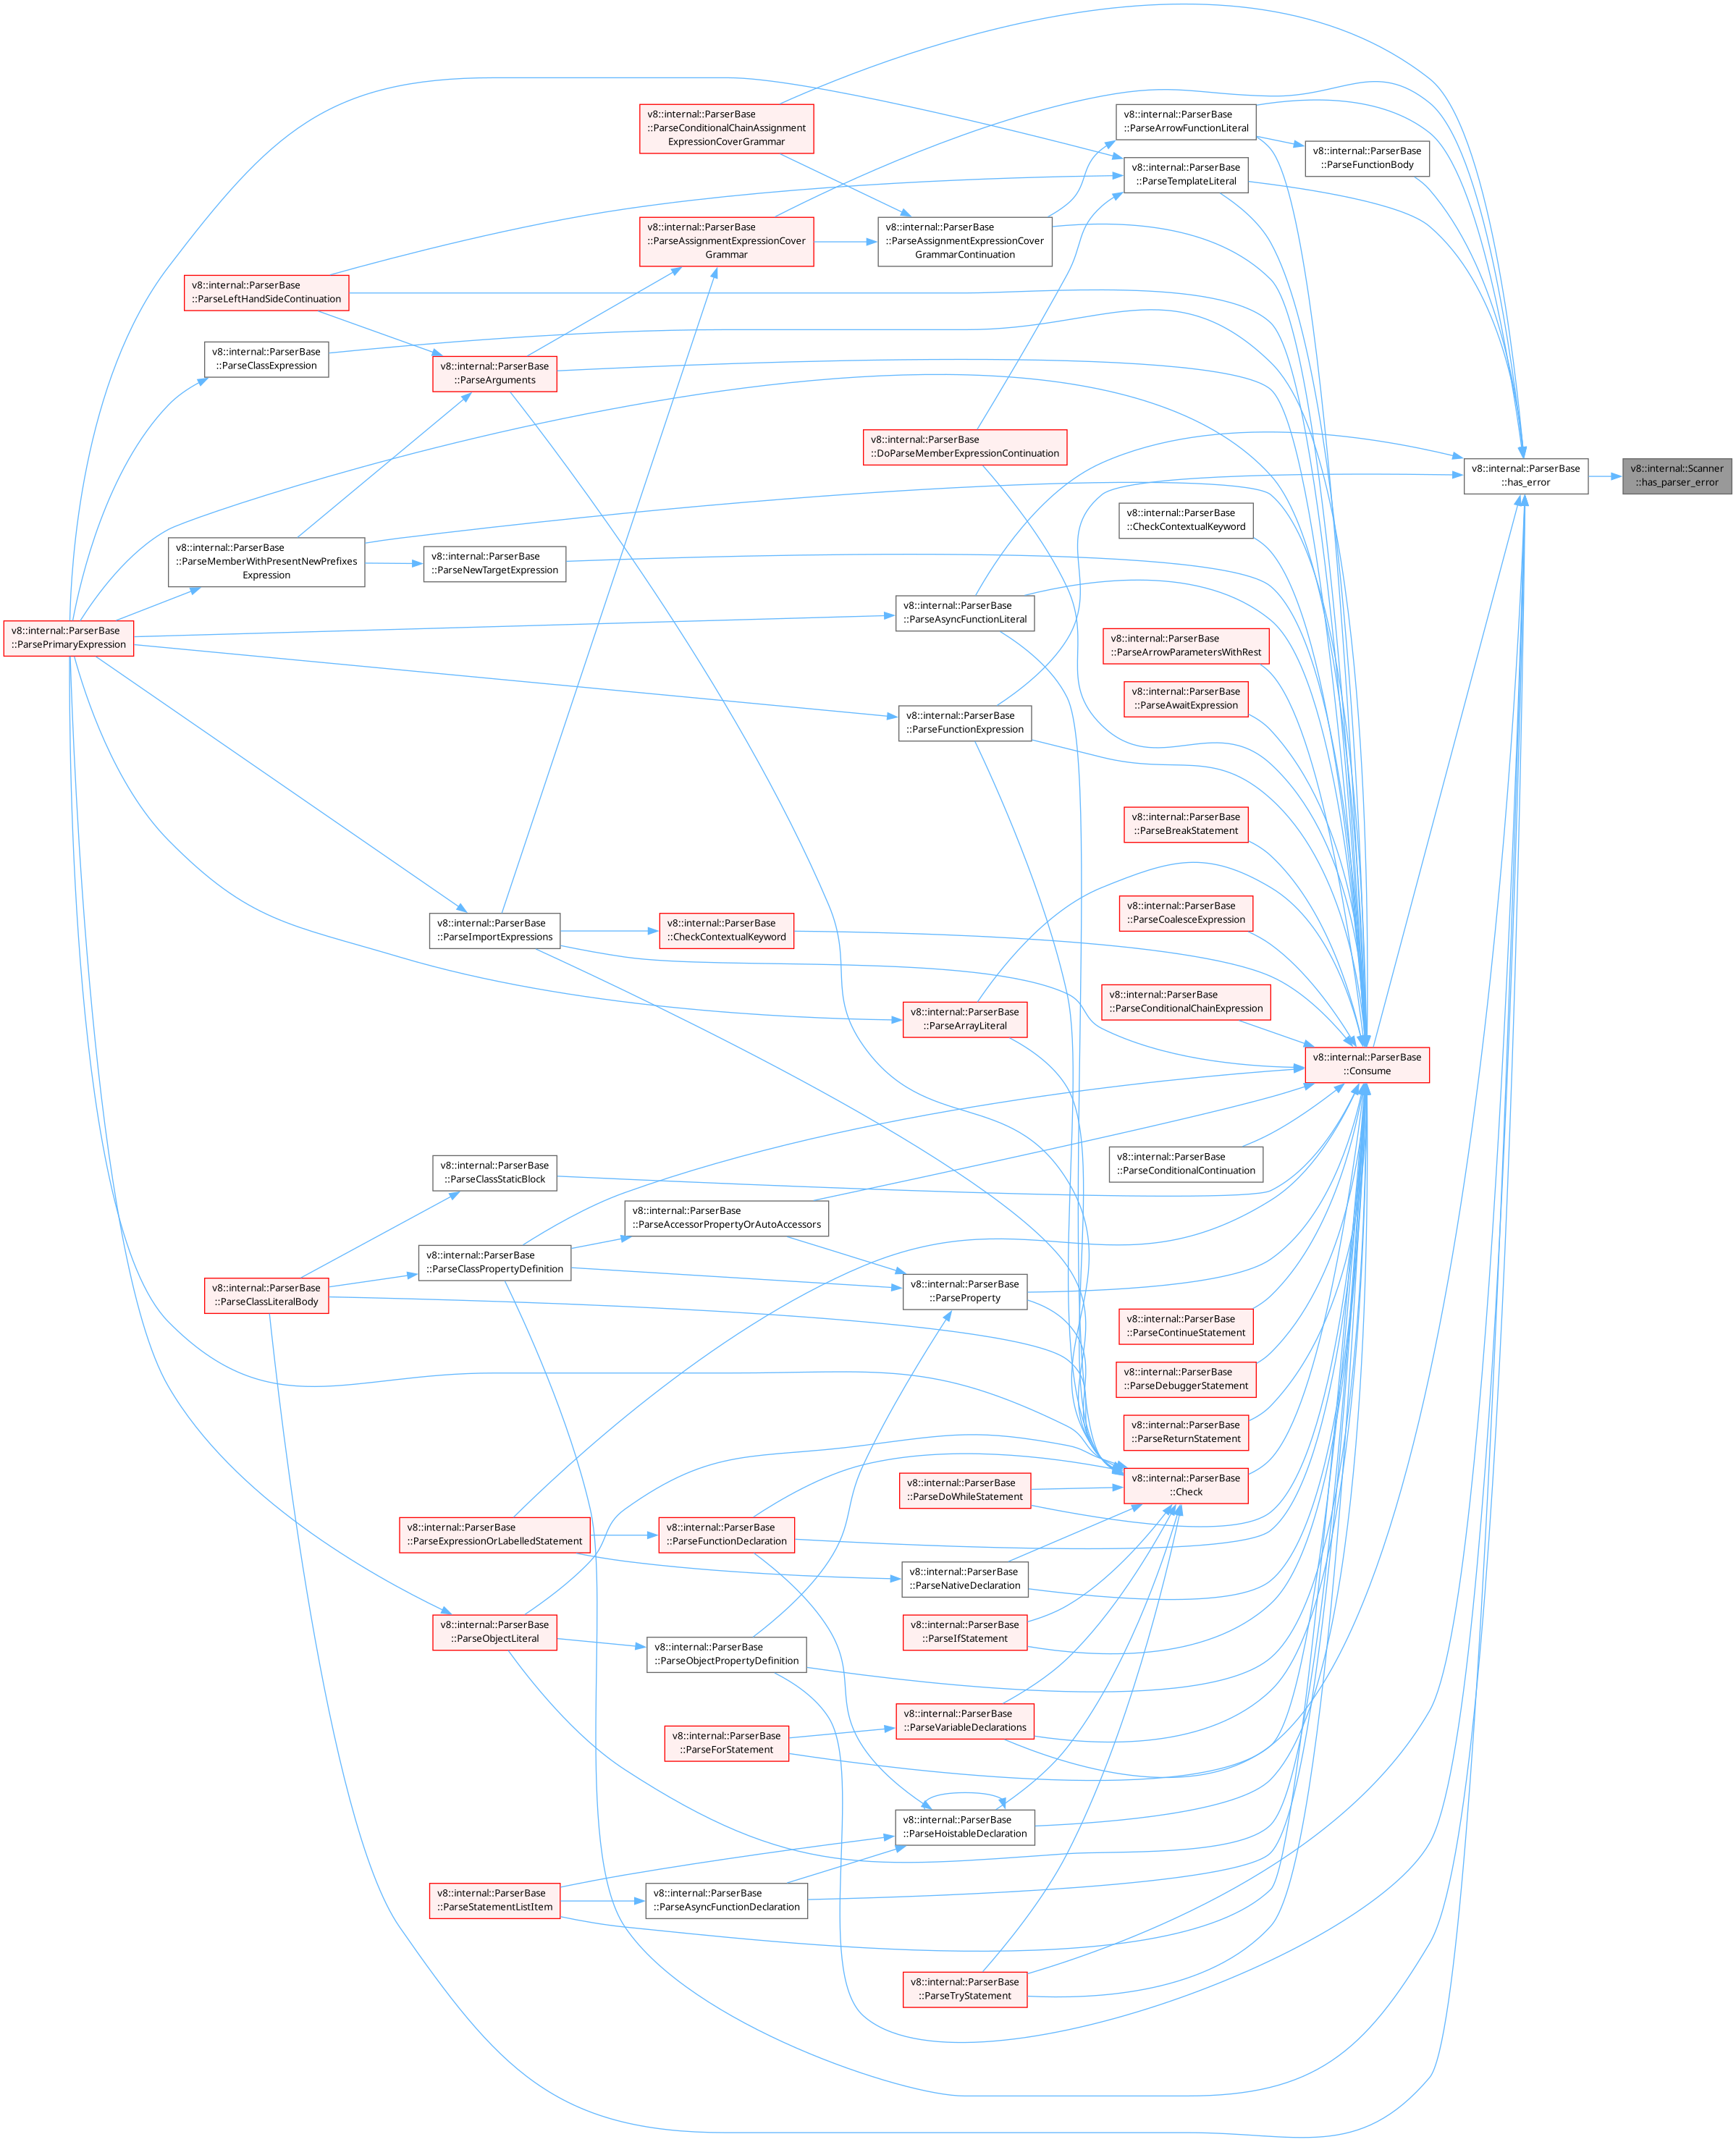 v8::internal::ParserBase
::ParseConditionalChainAssignment
ExpressionCoverGrammar
v8::internal::ParserBase
::ParseArrowFunctionLiteral
v8::internal::ParserBase
::ParseFunctionBody
v8::internal::ParserBase
::ParseTemplateLiteral
v8::internal::ParserBase
::ParseAssignmentExpressionCover
Grammar
v8::internal::ParserBase
::ParseAssignmentExpressionCover
GrammarContinuation
v8::internal::ParserBase
::ParseLeftHandSideContinuation
v8::internal::ParserBase
::ParseClassExpression
v8::internal::ParserBase
::ParseArguments
v8::internal::ParserBase
::DoParseMemberExpressionContinuation
v8::internal::ParserBase
::has_error
v8::internal::Scanner
::has_parser_error
v8::internal::ParserBase
::CheckContextualKeyword
v8::internal::ParserBase
::ParseMemberWithPresentNewPrefixes
Expression
v8::internal::ParserBase
::ParseNewTargetExpression
v8::internal::ParserBase
::ParseAsyncFunctionLiteral
v8::internal::ParserBase
::ParsePrimaryExpression
v8::internal::ParserBase
::ParseArrowParametersWithRest
v8::internal::ParserBase
::ParseAwaitExpression
v8::internal::ParserBase
::ParseFunctionExpression
v8::internal::ParserBase
::ParseBreakStatement
v8::internal::ParserBase
::ParseCoalesceExpression
v8::internal::ParserBase
::ParseImportExpressions
v8::internal::ParserBase
::CheckContextualKeyword
v8::internal::ParserBase
::ParseConditionalChainExpression
v8::internal::ParserBase
::ParseArrayLiteral
v8::internal::ParserBase
::Consume
v8::internal::ParserBase
::ParseConditionalContinuation
v8::internal::ParserBase
::ParseClassStaticBlock
v8::internal::ParserBase
::ParseAccessorPropertyOrAutoAccessors
v8::internal::ParserBase
::ParseClassPropertyDefinition
v8::internal::ParserBase
::ParseClassLiteralBody
v8::internal::ParserBase
::ParseProperty
v8::internal::ParserBase
::ParseContinueStatement
v8::internal::ParserBase
::ParseDebuggerStatement
v8::internal::ParserBase
::ParseReturnStatement
v8::internal::ParserBase
::Check
v8::internal::ParserBase
::ParseDoWhileStatement
v8::internal::ParserBase
::ParseExpressionOrLabelledStatement
v8::internal::ParserBase
::ParseFunctionDeclaration
v8::internal::ParserBase
::ParseNativeDeclaration
v8::internal::ParserBase
::ParseObjectLiteral
v8::internal::ParserBase
::ParseIfStatement
v8::internal::ParserBase
::ParseObjectPropertyDefinition
v8::internal::ParserBase
::ParseVariableDeclarations
v8::internal::ParserBase
::ParseForStatement
v8::internal::ParserBase
::ParseHoistableDeclaration
v8::internal::ParserBase
::ParseStatementListItem
v8::internal::ParserBase
::ParseAsyncFunctionDeclaration
v8::internal::ParserBase
::ParseTryStatement